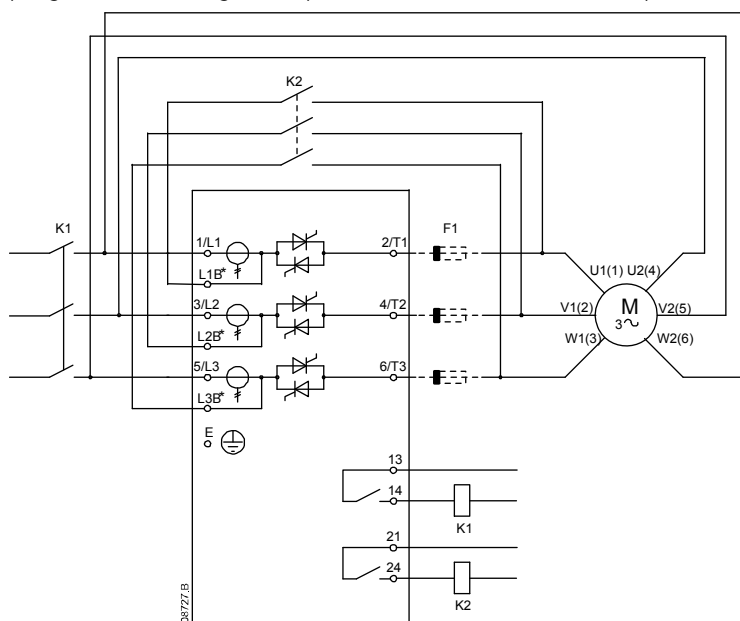 K2
K1
1/L1
2/T1
F1
L1B*
U1(1) U2(4)
3/L2
4/T2
V1(2)
M
3~
V2(5)
L2B*
W1(3)
W2(6)
5/L3
6/T3
L3B*
E
13
14
K1
21
24
K2
08727.B